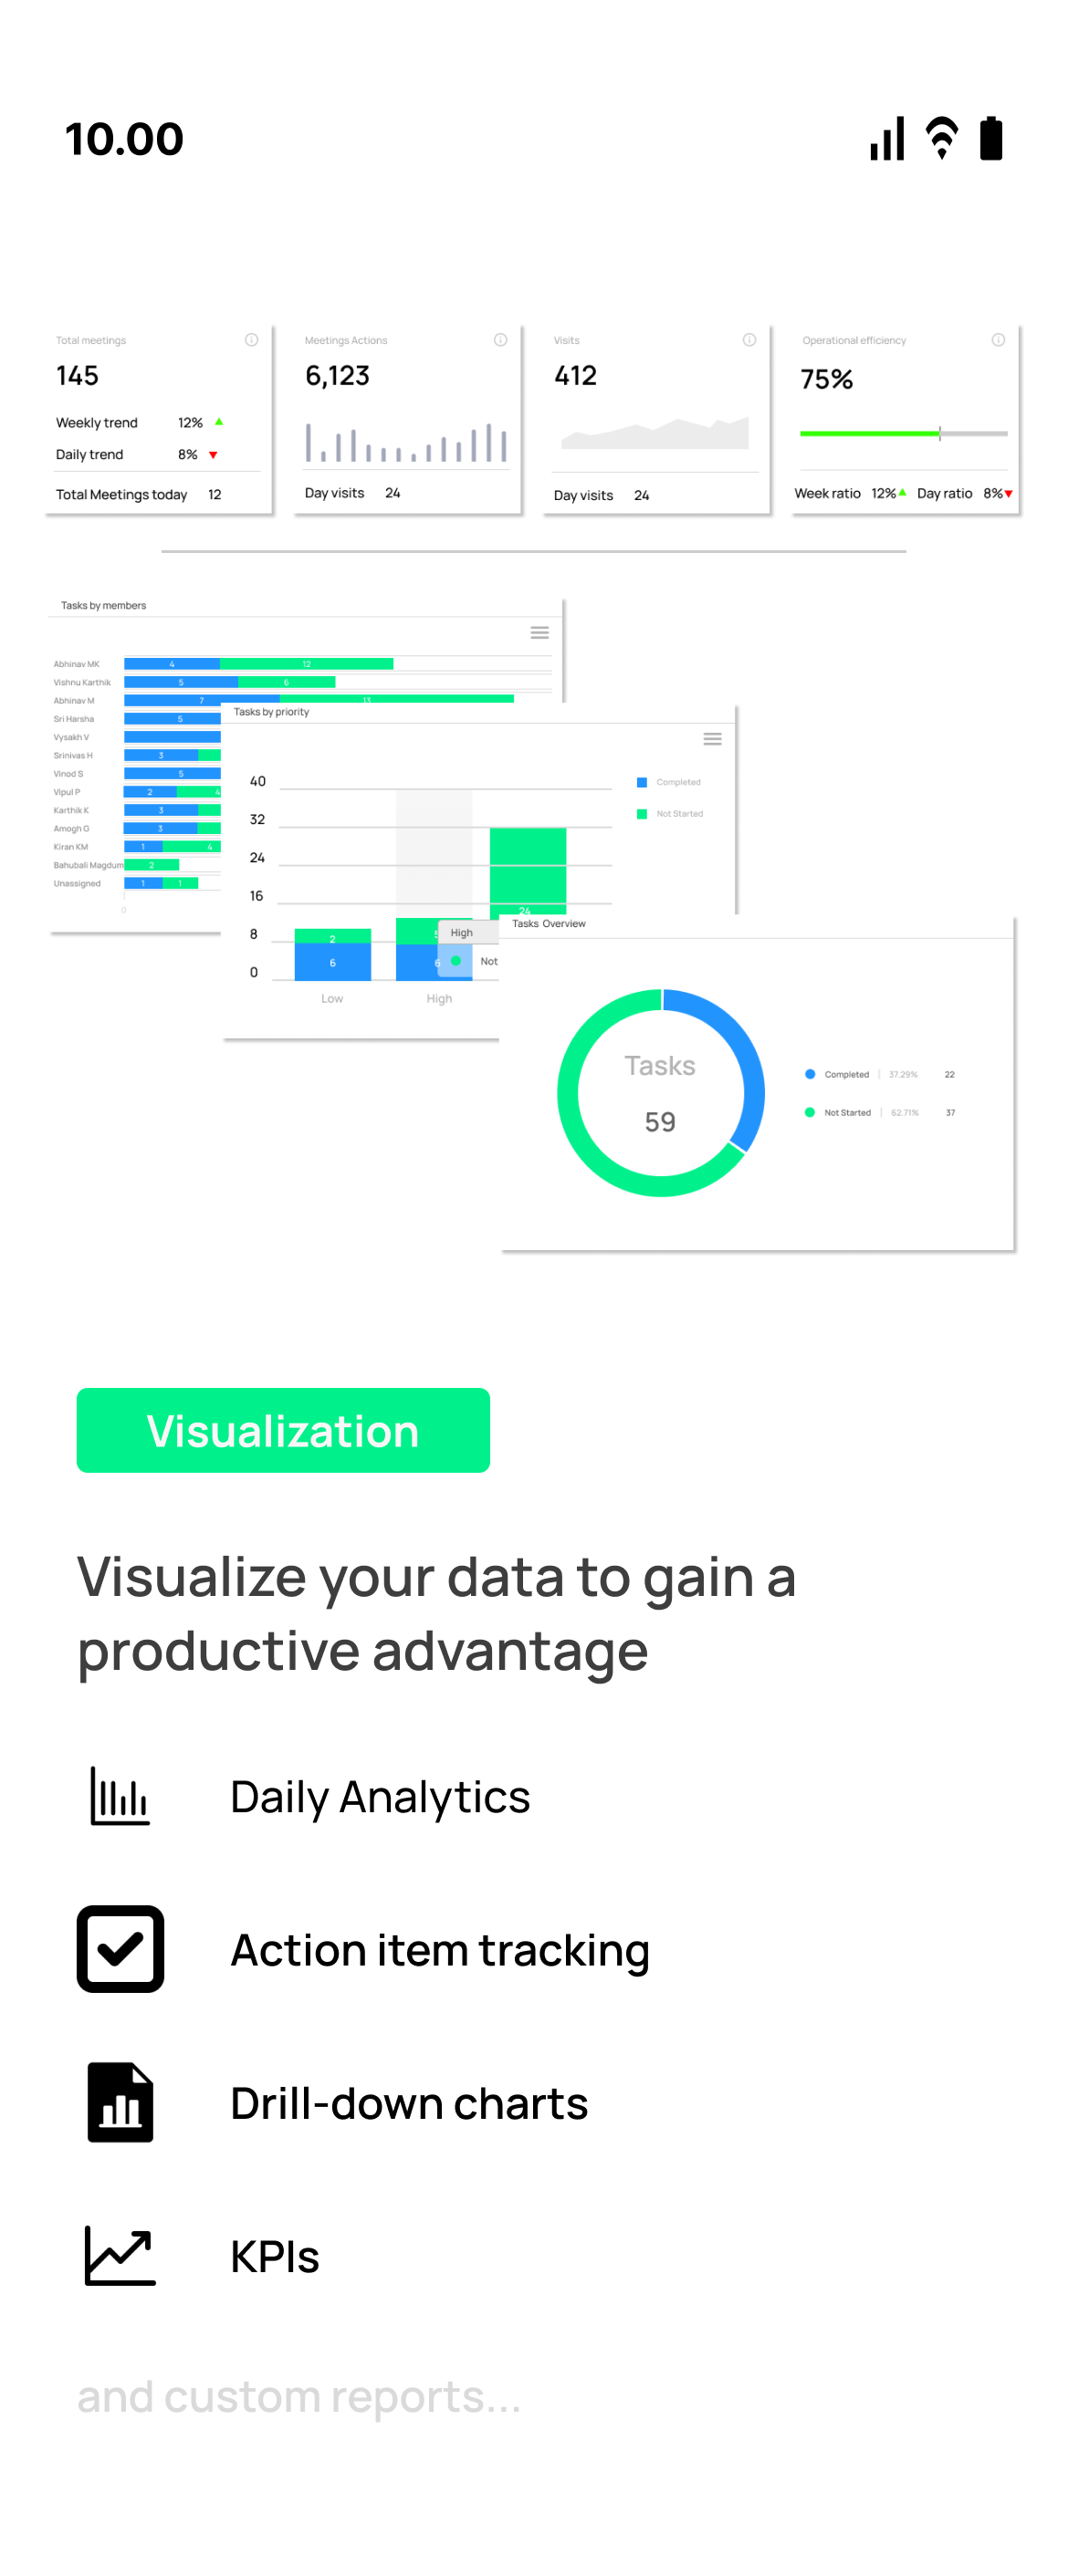 10.00
Total meetings
145
Weekly trend 12%
Daily trend 8%
Total Meetings today 12
Meetings Actions
6,123
Day visits 24
Visits
412
Day visits 24
Operational efficiency
75%
Week ratio 12% Day ratio 8%
Tasks by members
Abhinav MK 4 12
Vishnu Karthik 5 6
Abhinav M 7 13
Sri Harsha 5
Vysakh V
Srinivas H 3
Vinod S 5
Vipul P 2 4
Karthik K 3
Amogh G 3
Kiran KM 1 4
Bahubali Magdum 2
Unassigned 1 1
0
Tasks by priority
40
32
24
16
8
0
Completed
Not Started
24
2
6
5
6
High
Not
Low
High
Tasks Overview
Tasks
59
Completed 37.29% 22
Not Started 62.71% 37
Visualization
Visualize your data to gain a
productive advantage
Daily Analytics
Action item tracking
Drill-down charts
KPIs
and custom reports...